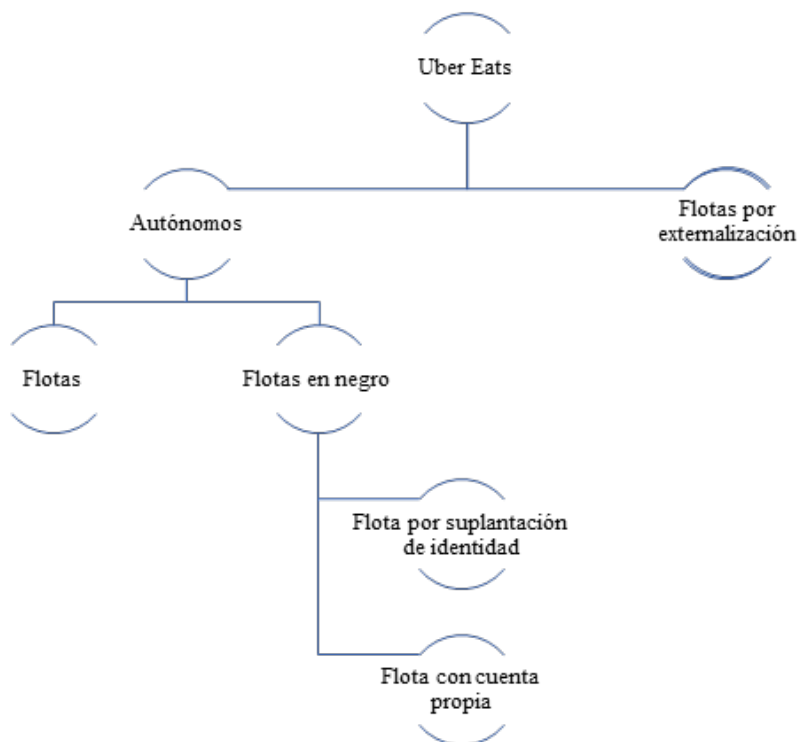 Uber Eats
Autónomos
Flotas por
externalización
Flotas
Flotas en negro
Flota por suplantación
de identidad
Flota con cuenta
propia